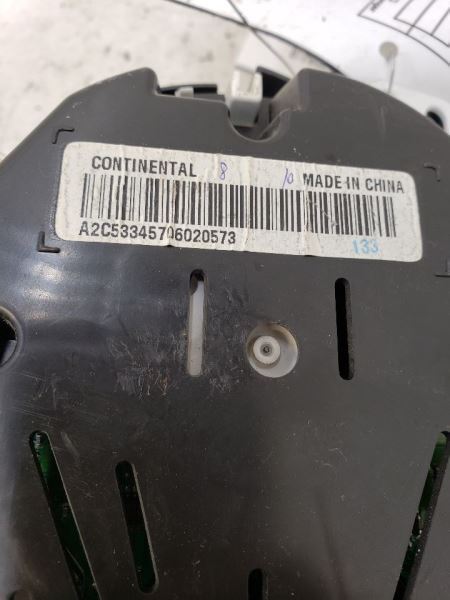 CONTINENTAL 8 10 MADE IN CHINA
A2C53345706020573
133